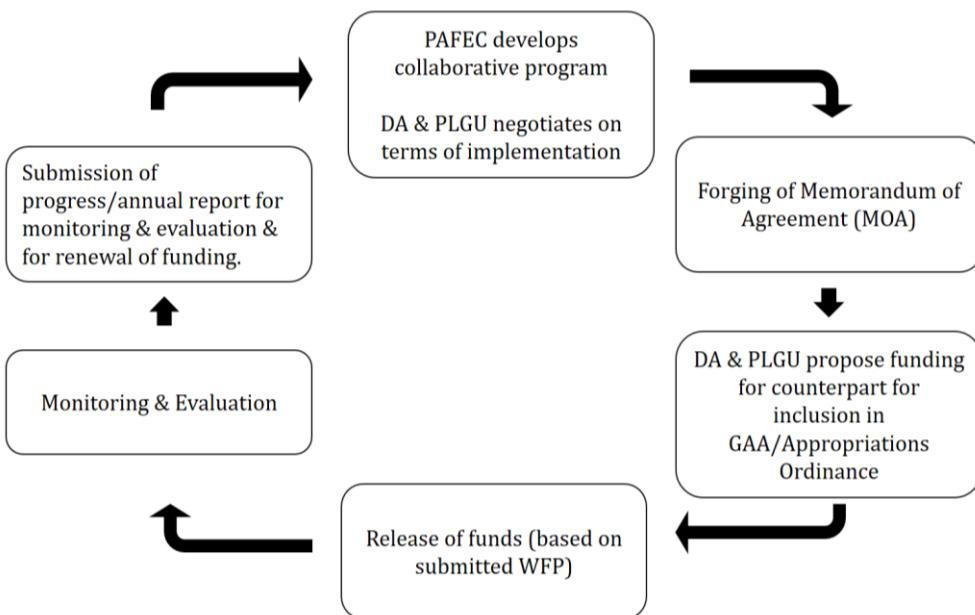 PAFEC develops
collaborative program
DA & PLGU negotiates on
terms of implementation
Forging of Memorandum of
Agreement (MOA)
DA & PLGU propose funding
for counterpart for
inclusion in
GAA/Appropriations
Ordinance
Release of funds (based on
submitted WFP)
Monitoring & Evaluation
Submission of
progress/annual report for
monitoring & evaluation &
for renewal of funding.